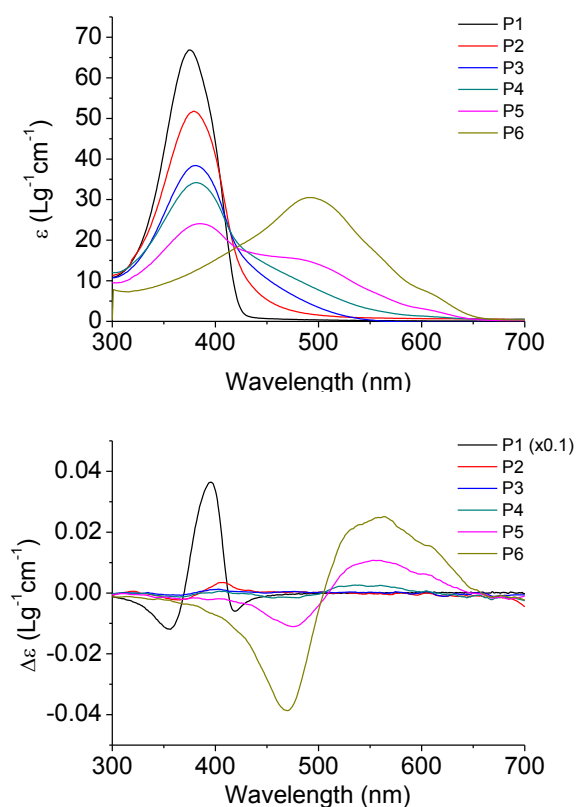 70
60
50
40
30
20
10
0
ε (Lg⁻¹cm⁻¹)
P1
P2
P3
P4
P5
P6
300 400 500 600 700
Wavelength (nm)
0.04
0.02
0.00
-0.02
-0.04
Δε (Lg⁻¹cm⁻¹)
P1 (x0.1)
P2
P3
P4
P5
P6
300 400 500 600 700
Wavelength (nm)